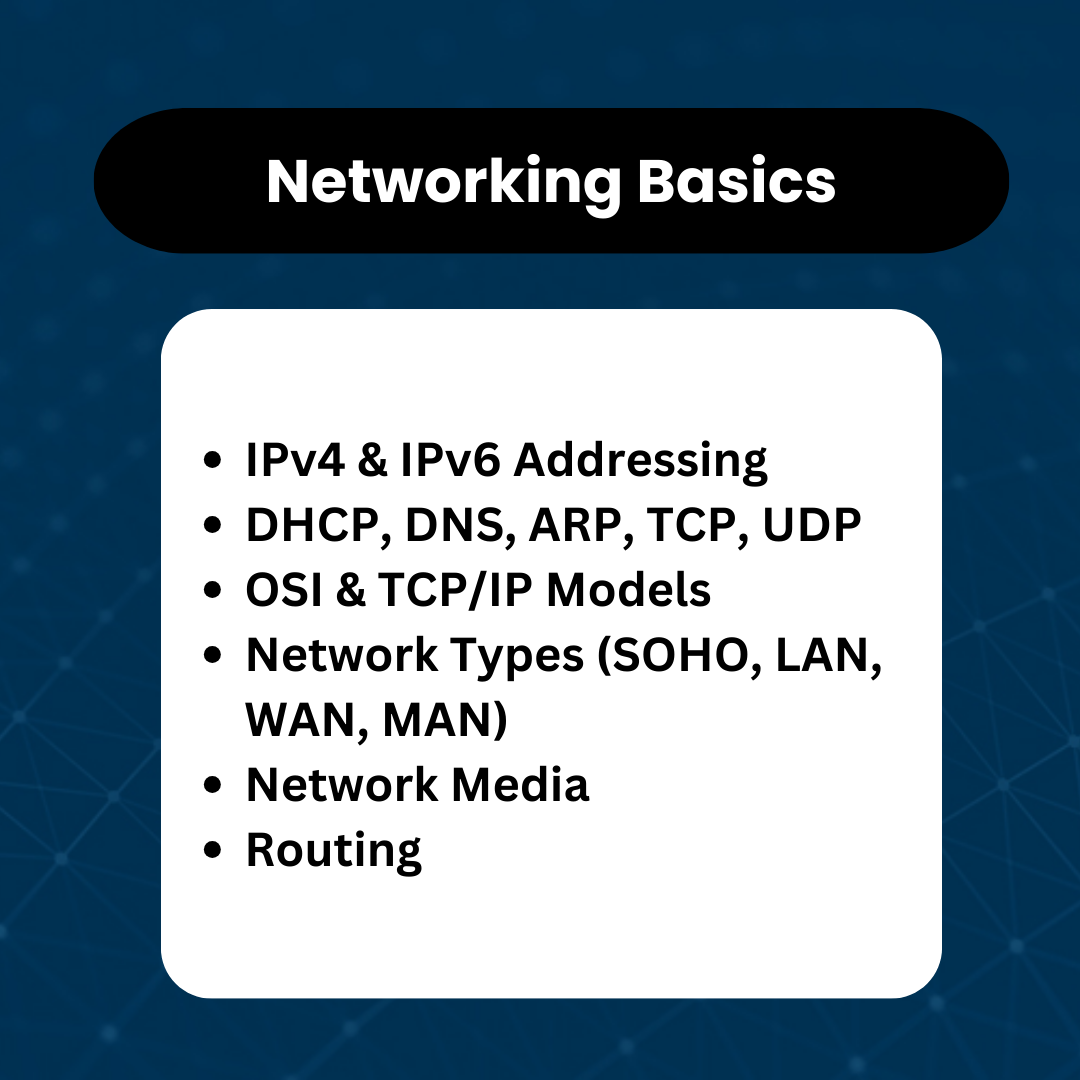 Networking Basics
• IPv4 & IPv6 Addressing
• DHCP, DNS, ARP, TCP, UDP
• OSI & TCP/IP Models
• Network Types (SOHO, LAN,
WAN, MAN)
• Network Media
• Routing